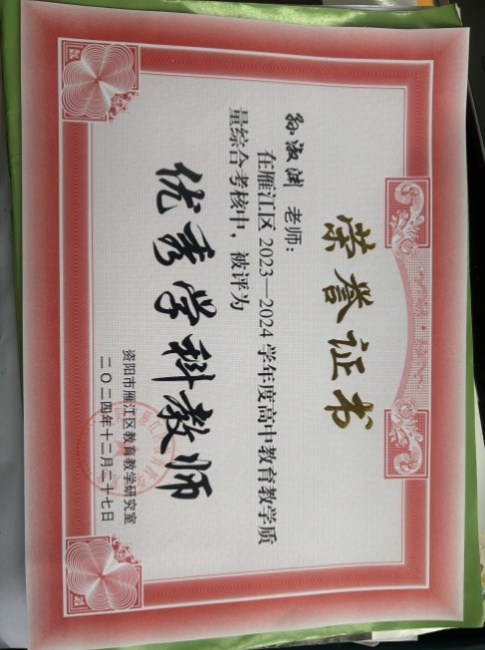 荣誉证书
孙淑渊 老师：
在雁江区2023—2024学年度高中教育教学质
量综合考核中，被评为
优秀学科教师
资阳市雁江区教育教学研究室
二〇二四年十二月二十七日